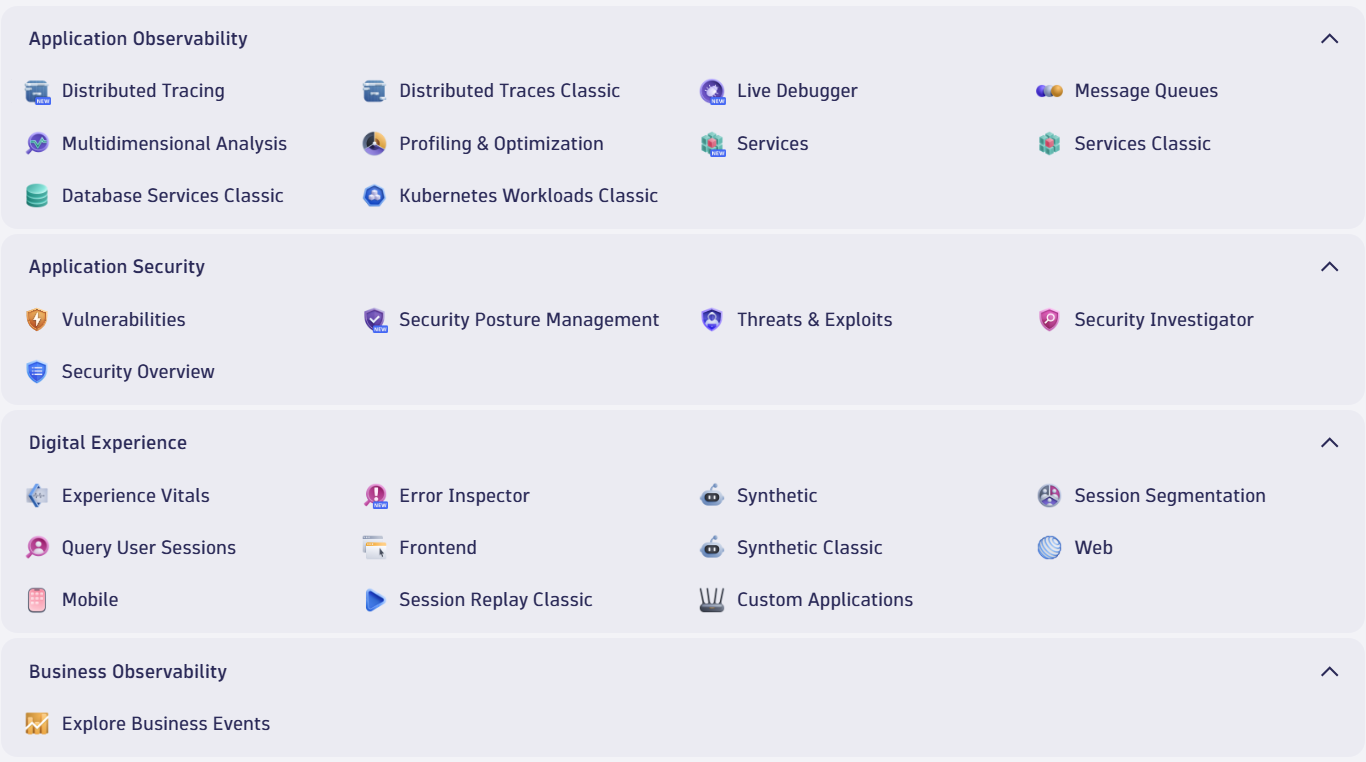 Application Observability
NEW Distributed Tracing Distributed Traces Classic NEW Live Debugger Message Queues
Multidimensional Analysis Profiling & Optimization NEW Services Services Classic
Database Services Classic Kubernetes Workloads Classic
Application Security
Vulnerabilities NEW Security Posture Management Threats & Exploits Security Investigator
Security Overview
Digital Experience
Experience Vitals NEW Error Inspector Synthetic Session Segmentation
Query User Sessions Frontend Synthetic Classic Web
Mobile Session Replay Classic Custom Applications
Business Observability
Explore Business Events